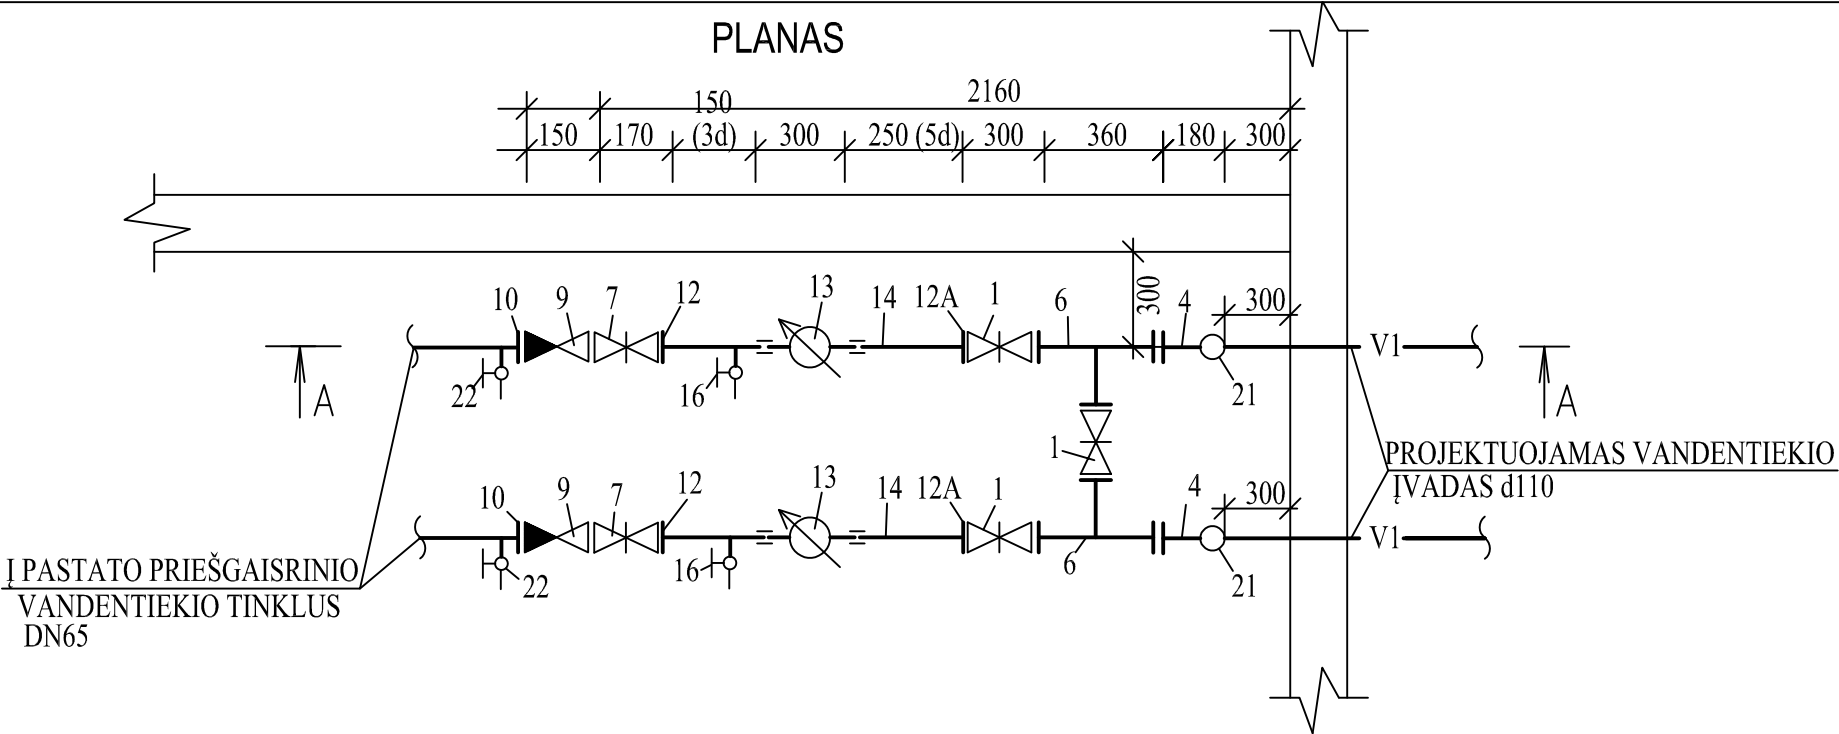 PLANAS
150 2160
150 170 (3d) 300 250 (5d) 300 360 180 300
300
10 9 7 12 13 14 12A 1 6 4 300
V1
22 16 21
A A
1
PROJEKTUOJAMAS VANDENTIEKIO
ĮVADAS d110
10 9 7 12 13 14 12A 1 4 300
V1
22 16 6 21
Į PASTATO PRIEŠGAISRINIO
VANDENTIEKIO TINKLUS
DN65